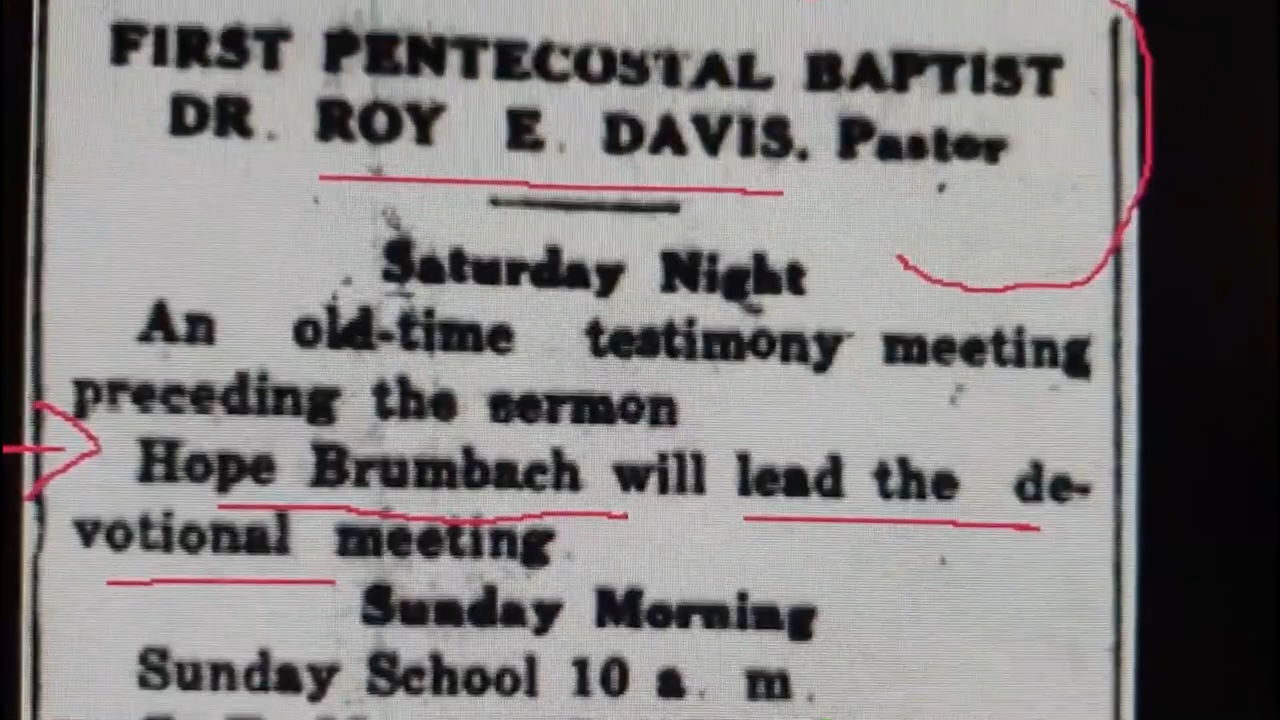 FIRST PENTECOSTAL BAPTIST
DR. ROY E. DAVIS. Pastor
Saturday Night
An old-time testimony meeting
preceding the sermon
Hope Brumbach will lead the de-
votional meeting
Sunday Morning
Sunday School 10 a. m.